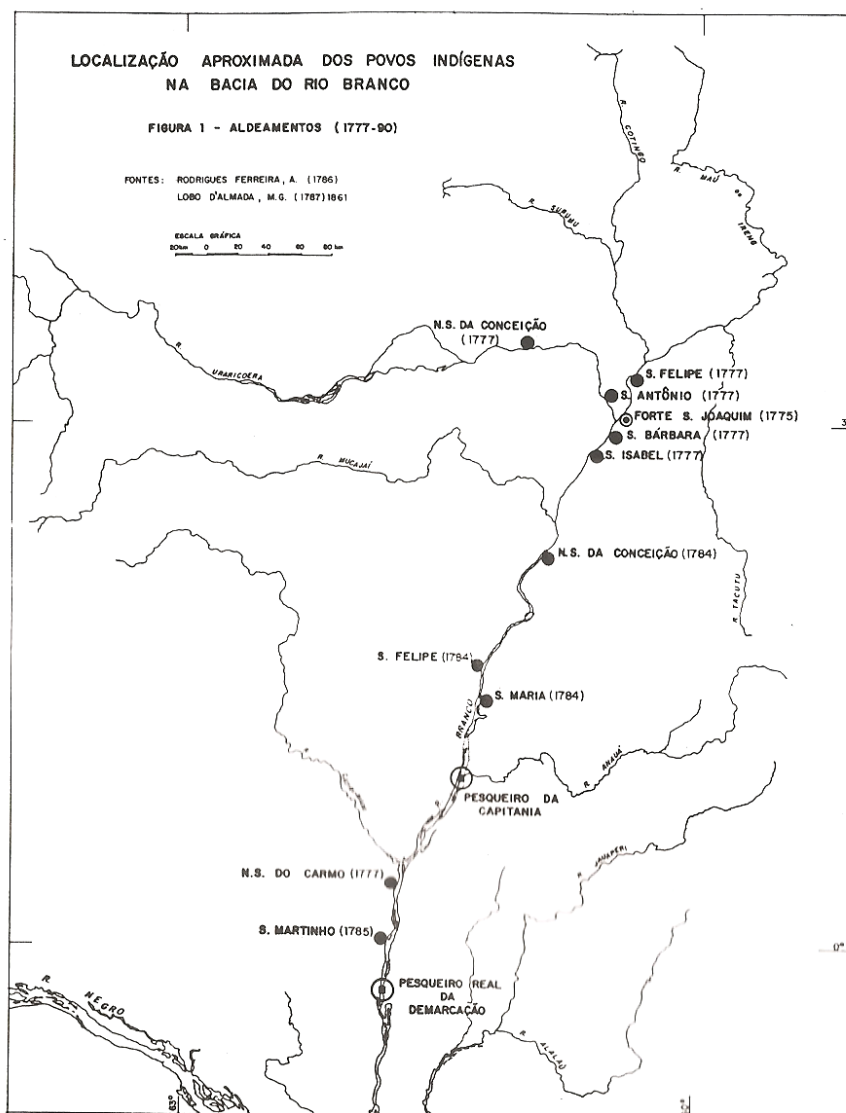 LOCALIZAÇÃO APROXIMADA DOS POVOS INDÍGENAS
NA BACIA DO RIO BRANCO
FIGURA 1 - ALDEAMENTOS (1777-90)
FONTES: RODRIGUES FERREIRA, A. (1786)
LOBO D'ALMADA, M.G. (1787) 1861
ESCALA GRÁFICA
20km 0 20 40 60 80 km
R. COTINGO
R. MAÚ ou IRENG
R. SURUMU
N.S. DA CONCEIÇÃO
(1777)
R. URARICOERA
S. FELIPE (1777)
S. ANTÔNIO (1777)
FORTE S. JOAQUIM (1775)
3
S. BÁRBARA (1777)
S. ISABEL (1777)
R. MUCAJAÍ
N.S. DA CONCEIÇÃO (1784)
R. TACUTU
S. FELIPE (1784)
S. MARIA (1784)
BRANCO
R. ANAUÁ
PESQUEIRO DA
CAPITANIA
R.
R. JAUAPERI
N.S. DO CARMO (1777)
S. MARTINHO (1785)
0°
PESQUEIRO REAL
DA
DEMARCAÇÃO
R. NEGRO
R. ALALAÚ
63°